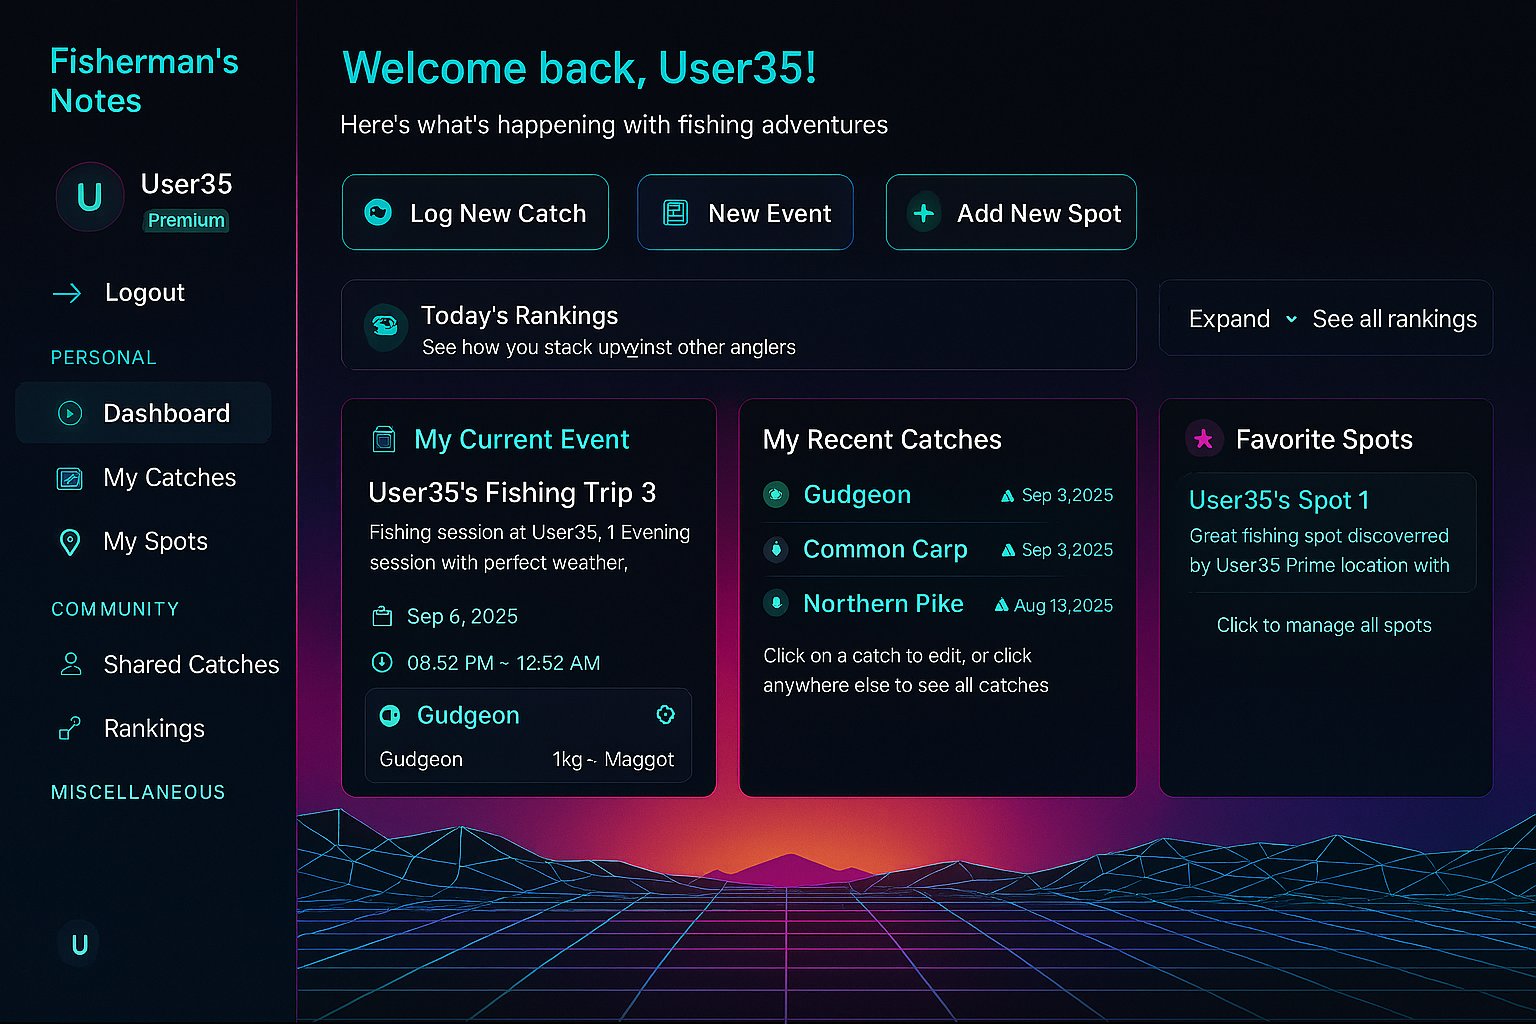 Fisherman's
Notes
U
User35
Premium
Logout
PERSONAL
Dashboard
My Catches
My Spots
COMMUNITY
Shared Catches
Rankings
MISCELLANEOUS
U
Welcome back, User35!
Here's what's happening with fishing adventures
Log New Catch
New Event
Add New Spot
Today's Rankings
See how you stack other anglers
Expand
See all rankings
My Current Event
User35's Fishing Trip 3
Fishing session at User35, 1 Evening
session with perfect weather,
Sep 6, 2025
08.52 PM ~ 12:52 AM
Gudgeon
Gudgeon
1kg ~ Maggot
My Recent Catches
Gudgeon
Sep 3,2025
Common Carp
Sep 3,2025
Northern Pike
Aug 13,2025
Click on a catch to edit, or click
anywhere else to see all catches
Favorite Spots
User35's Spot 1
Great fishing spot discoverred
by User35 Prime location with
Click to manage all spots